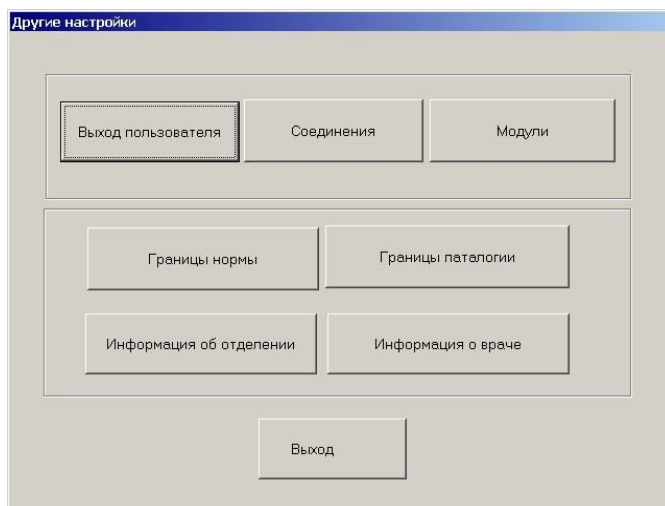 Другие настройки
Выход пользователя
Соединения
Модули
Границы нормы
Границы паталогии
Информация об отделении
Информация о враче
Выход